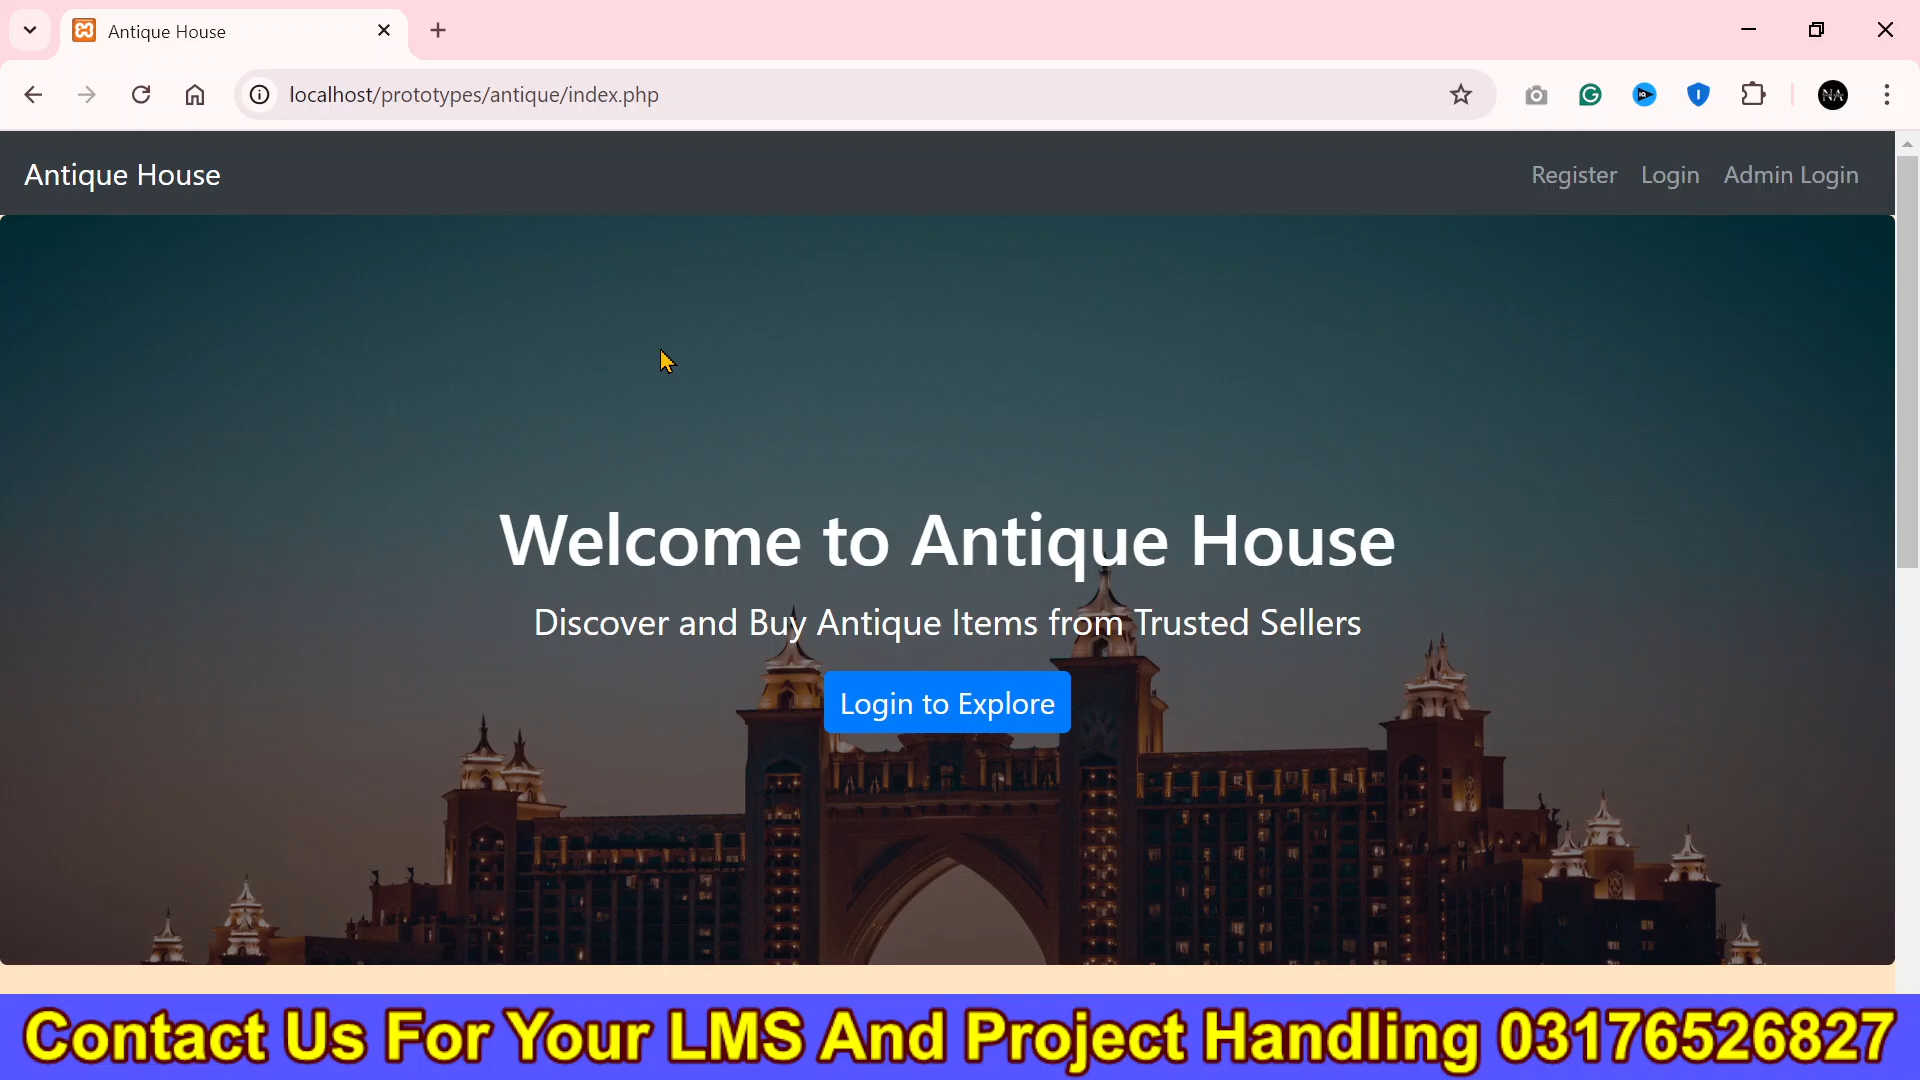 Antique House
localhost/prototypes/antique/index.php
NA
Antique House
Register Login Admin Login
Welcome to Antique House
Discover and Buy Antique Items from Trusted Sellers
Login to Explore
Contact Us For Your LMS And Project Handling 03176526827